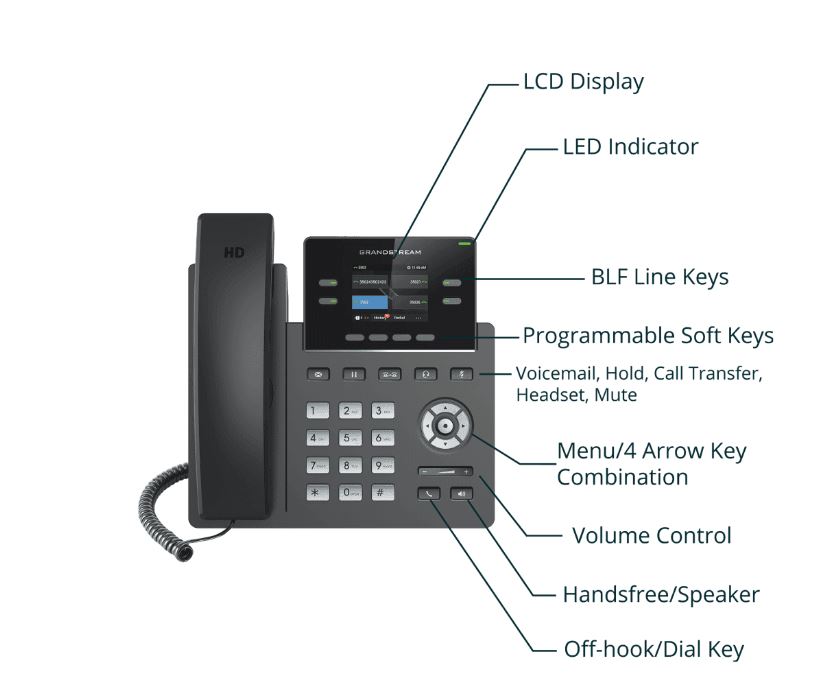 LCD Display
LED Indicator
HD
GRANDSTREAM
BLF Line Keys
Programmable Soft Keys
Voicemail, Hold, Call Transfer,
Headset, Mute
1 2 3
4 5 6
Menu/4 Arrow Key
Combination
7 8 9
* 0 #
Volume Control
Handsfree/Speaker
Off-hook/Dial Key